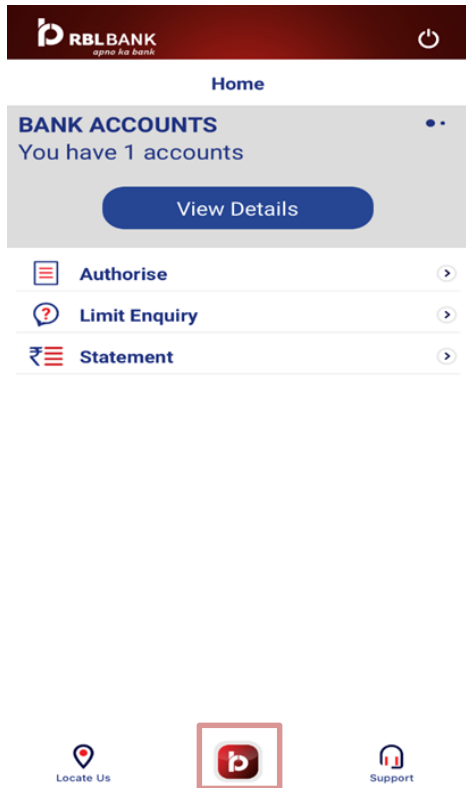 RBLBANK
apno ka bank
Home
BANK ACCOUNTS
You have 1 accounts
View Details
Authorise
? Limit Enquiry
₹ Statement
Locate Us
Support